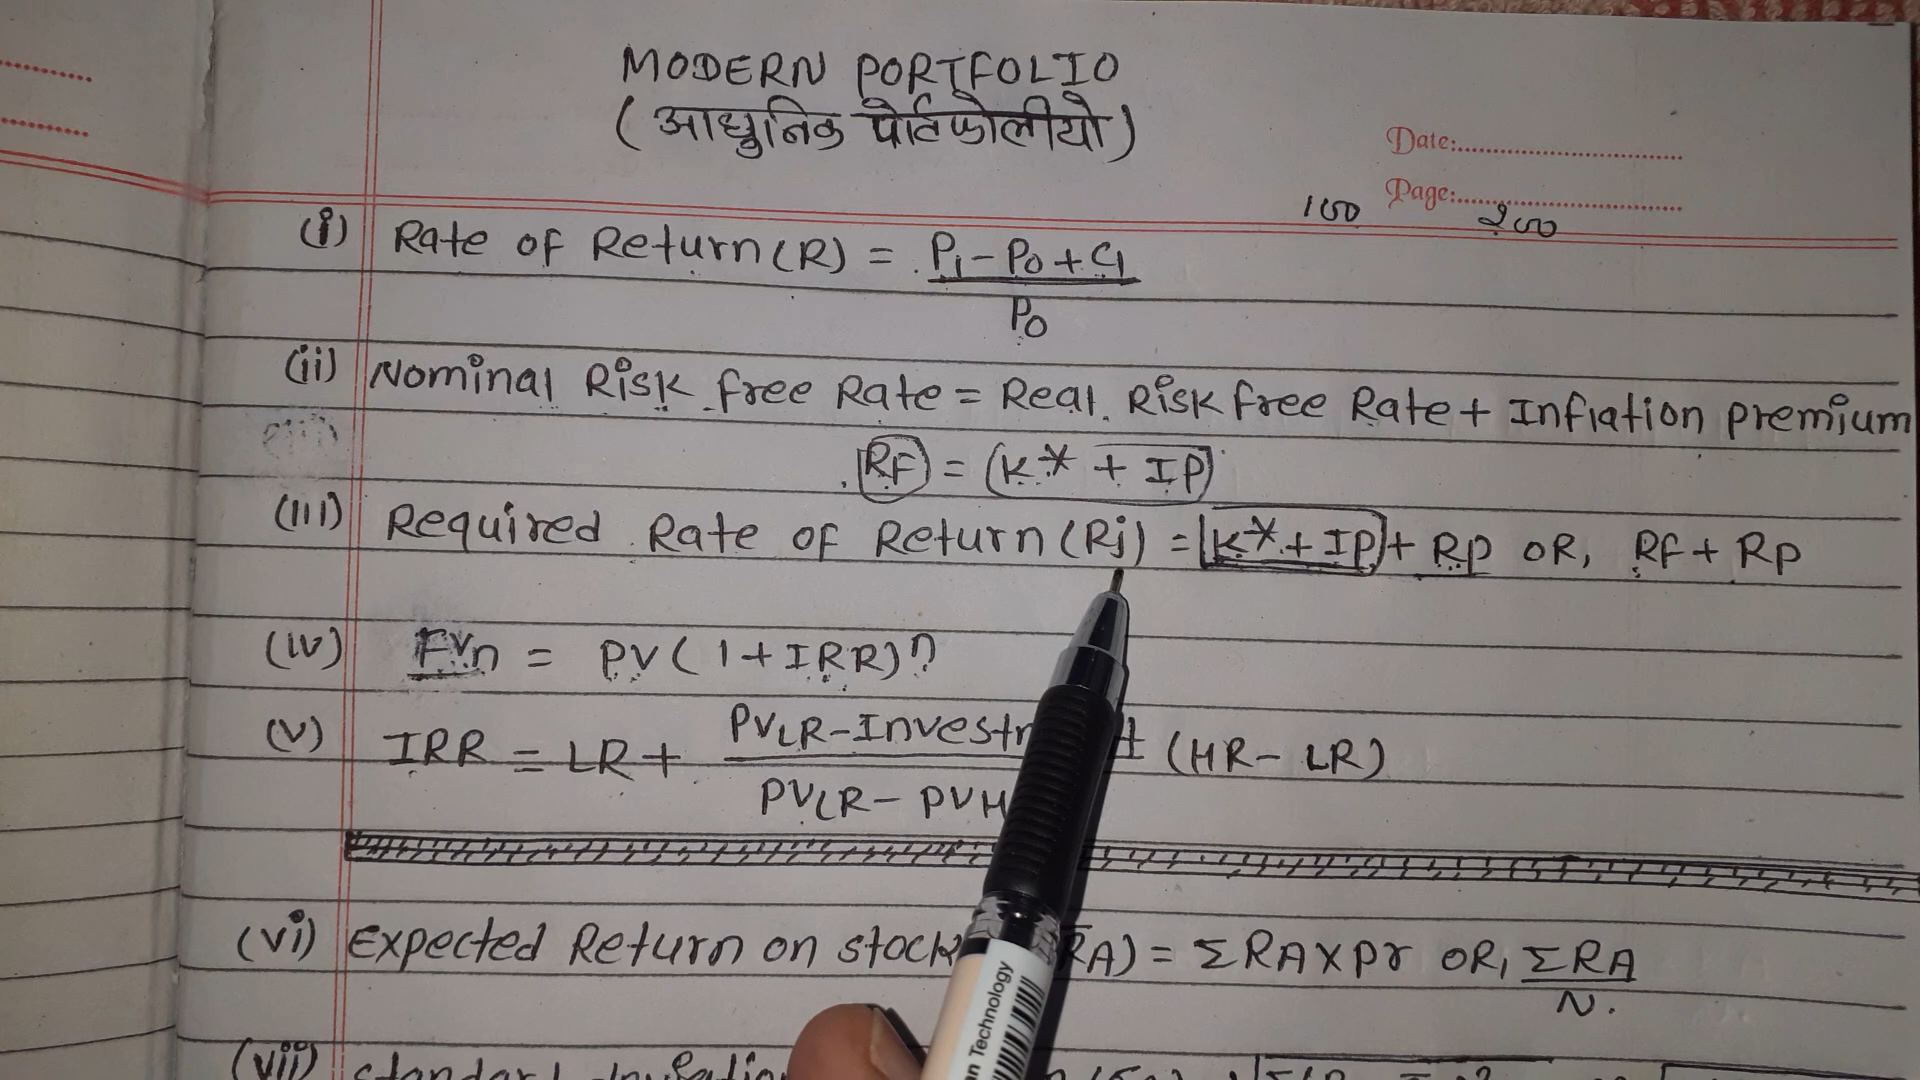 MODERN PORTFOLIO
(आधुनिक पोर्टफोलीयो)
Date:
Page:
100 200
(i) Rate of Return(R) = P1-P0+C1
P0
(ii) Nominal Risk free Rate = Real Risk free Rate + Inflation premium
RF = (K* + IP)
(iii) Required Rate of Return (Rj) = K*+IP + RP OR, RF + RP
(iv) FVn = PV(1+IRR)n
(v) IRR = LR + PVLR-Invest (HR- LR)
PVLR - PVH
(vi) Expected Return on stock RA) = ΣRA×Pr OR, ΣRA
N.
(vii)
n Technology